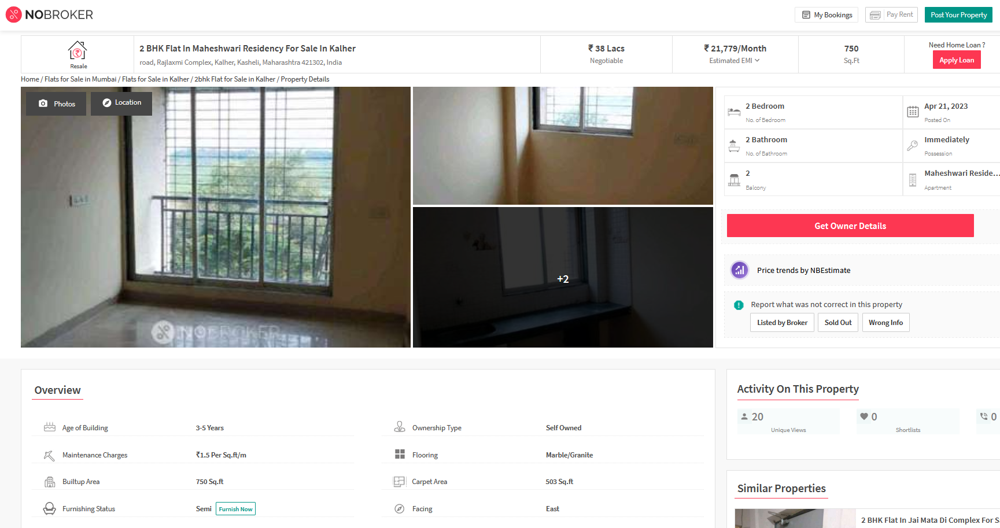 NOBROKER
My Bookings
Pay Rent
Post Your Property
Resale
2 BHK Flat In Maheshwari Residency For Sale In Kalher
road, Rajlaxmi Complex, Kalher, Kasheli, Maharashtra 421302, India
₹ 38 Lacs
Negotiable
₹ 21,779/Month
Estimated EMI
750
Sq.Ft
Need Home Loan ?
Apply Loan
Home / Flats for Sale in Mumbai / Flats for Sale in Kalher / 2bhk Flat for Sale in Kalher / Property Details
Photos
Location
NOBROKER
+2
2 Bedroom
No. of Bedroom
Apr 21, 2023
Posted On
2 Bathroom
No. of Bathroom
Immediately
Possession
2
Balcony
Maheshwari Reside...
Apartment
Get Owner Details
Price trends by NBEstimate
Report what was not correct in this property
Listed by Broker
Sold Out
Wrong Info
Overview
Age of Building
3-5 Years
Ownership Type
Self Owned
Maintenance Charges
₹1.5 Per Sq.ft/m
Flooring
Marble/Granite
Builtup Area
750 Sq.ft
Carpet Area
503 Sq.ft
Furnishing Status
Semi
Furnish Now
Facing
East
Activity On This Property
20
Unique Views
0
Shortlists
0
Similar Properties
2 BHK Flat In Jai Mata Di Complex For S